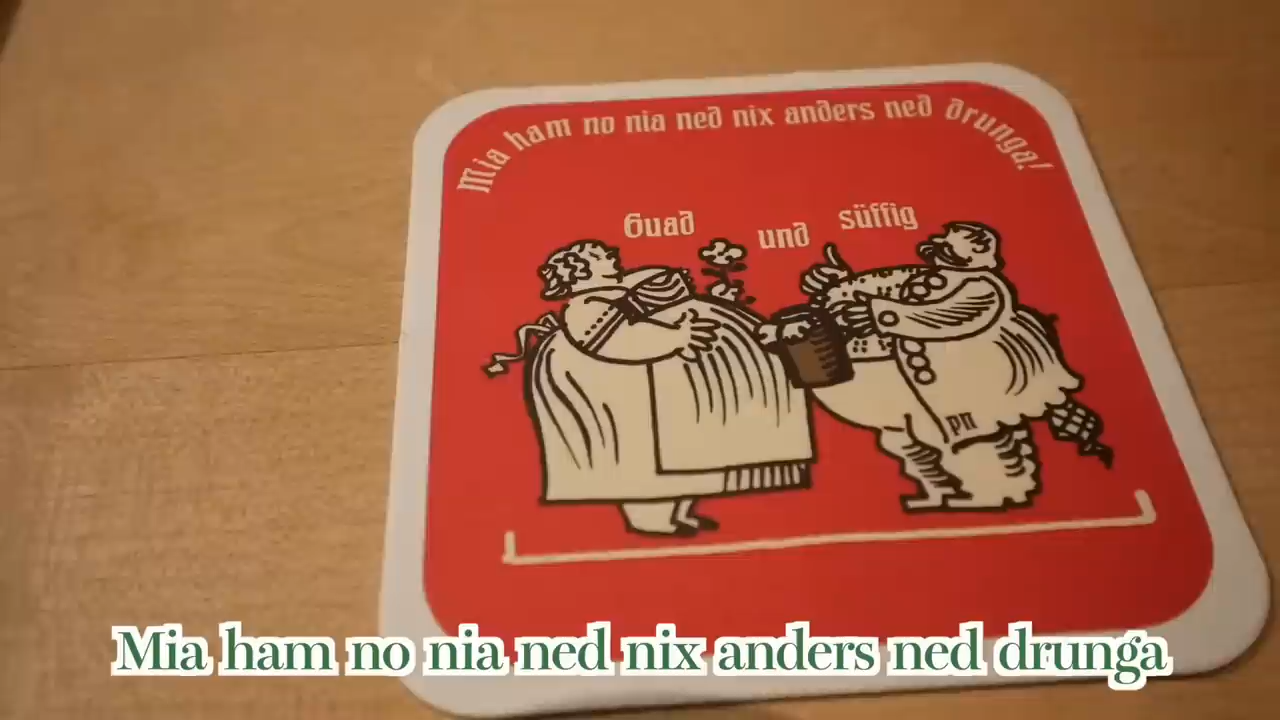 Mia ham no nia ned nix anders ned drunga!
Guad und süffig
PN
Mia ham no nia ned nix anders ned drunga